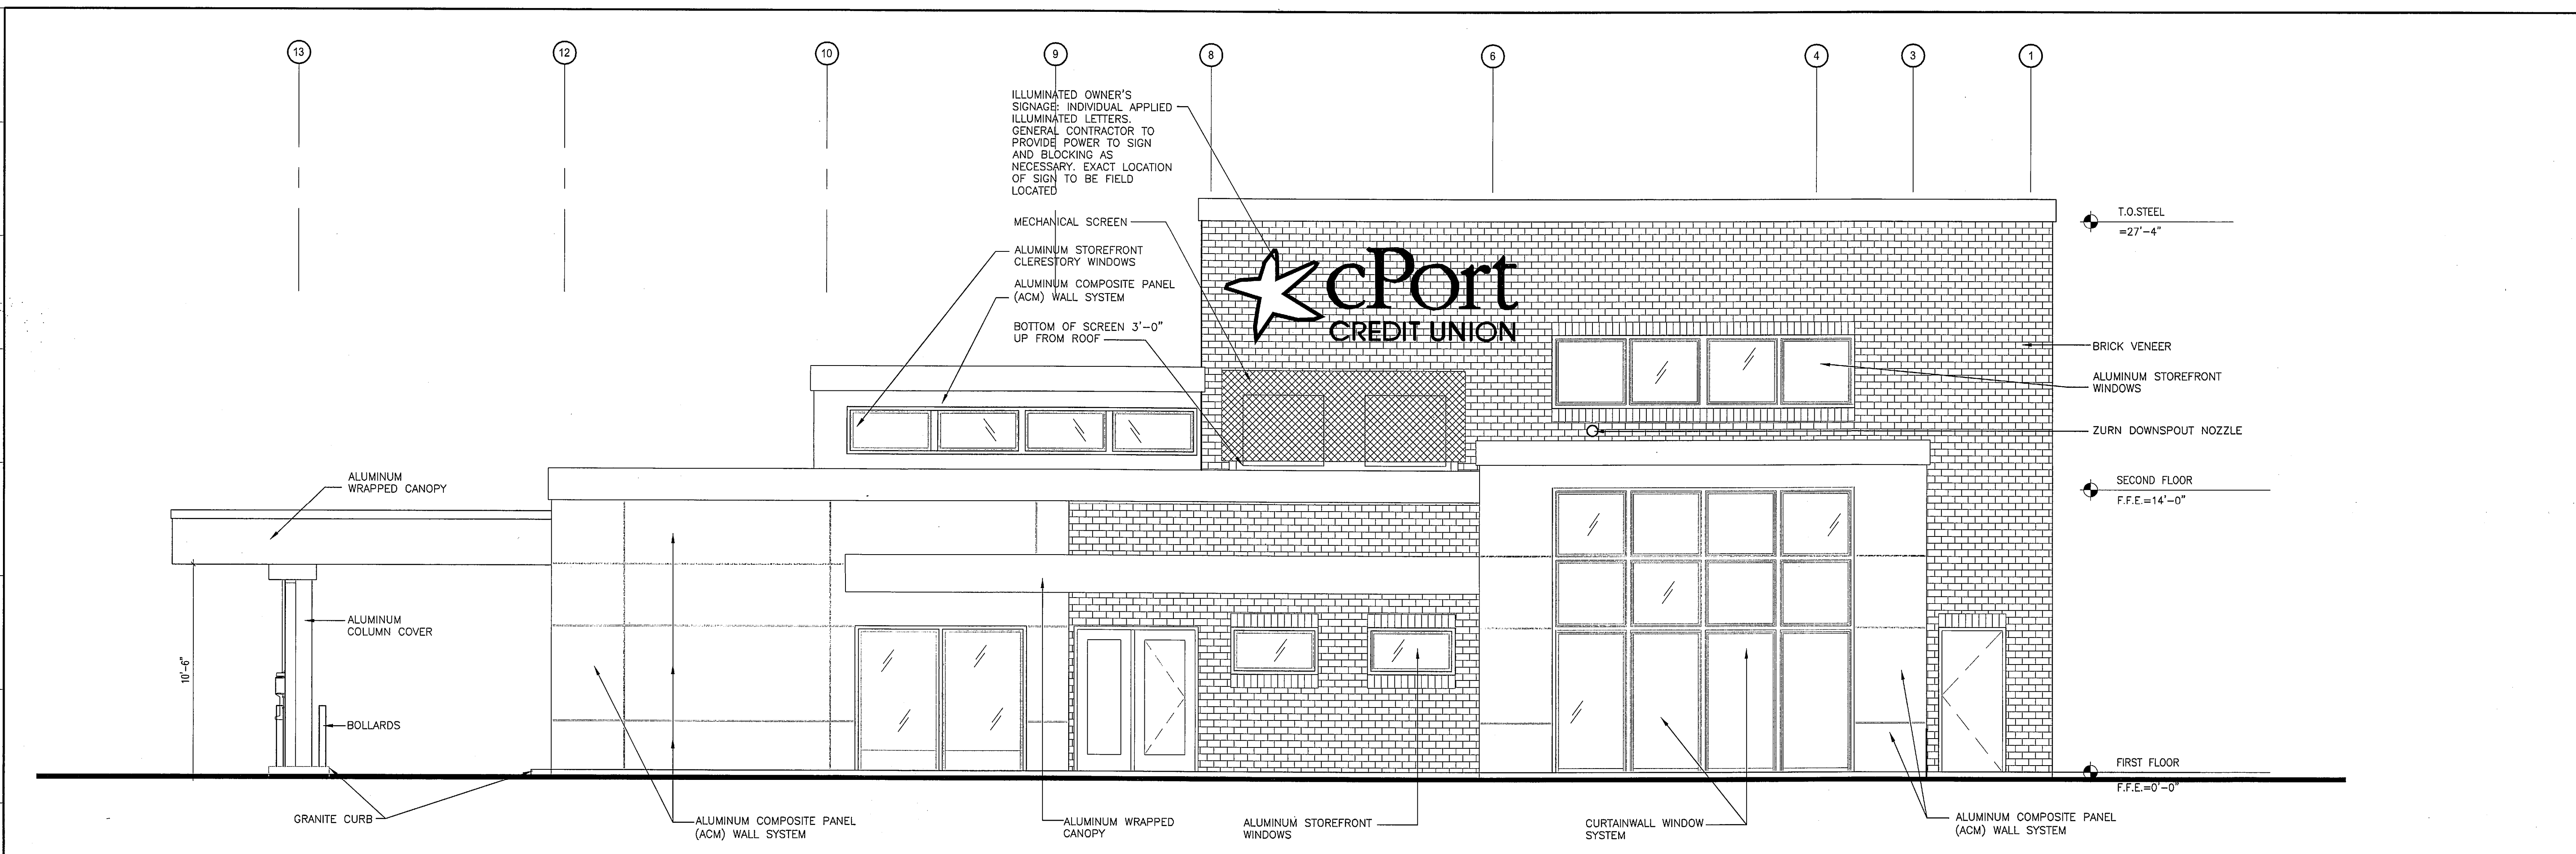 13
12
10
9
8
6
4
3
1
ILLUMINATED OWNER'S
SIGNAGE: INDIVIDUAL APPLIED
ILLUMINATED LETTERS.
GENERAL CONTRACTOR TO
PROVIDE POWER TO SIGN
AND BLOCKING AS
NECESSARY. EXACT LOCATION
OF SIGN TO BE FIELD
LOCATED
MECHANICAL SCREEN
ALUMINUM STOREFRONT
CLERESTORY WINDOWS
ALUMINUM COMPOSITE PANEL
(ACM) WALL SYSTEM
BOTTOM OF SCREEN 3'-0"
UP FROM ROOF
cPort
CREDIT UNION
T.O.STEEL
=27'-4"
BRICK VENEER
ALUMINUM STOREFRONT
WINDOWS
ZURN DOWNSPOUT NOZZLE
SECOND FLOOR
F.F.E.=14'-0"
ALUMINUM
WRAPPED CANOPY
ALUMINUM
COLUMN COVER
10'-6"
BOLLARDS
FIRST FLOOR
F.F.E.=0'-0"
GRANITE CURB
ALUMINUM COMPOSITE PANEL
(ACM) WALL SYSTEM
ALUMINUM WRAPPED
CANOPY
ALUMINUM STOREFRONT
WINDOWS
CURTAINWALL WINDOW
SYSTEM
ALUMINUM COMPOSITE PANEL
(ACM) WALL SYSTEM